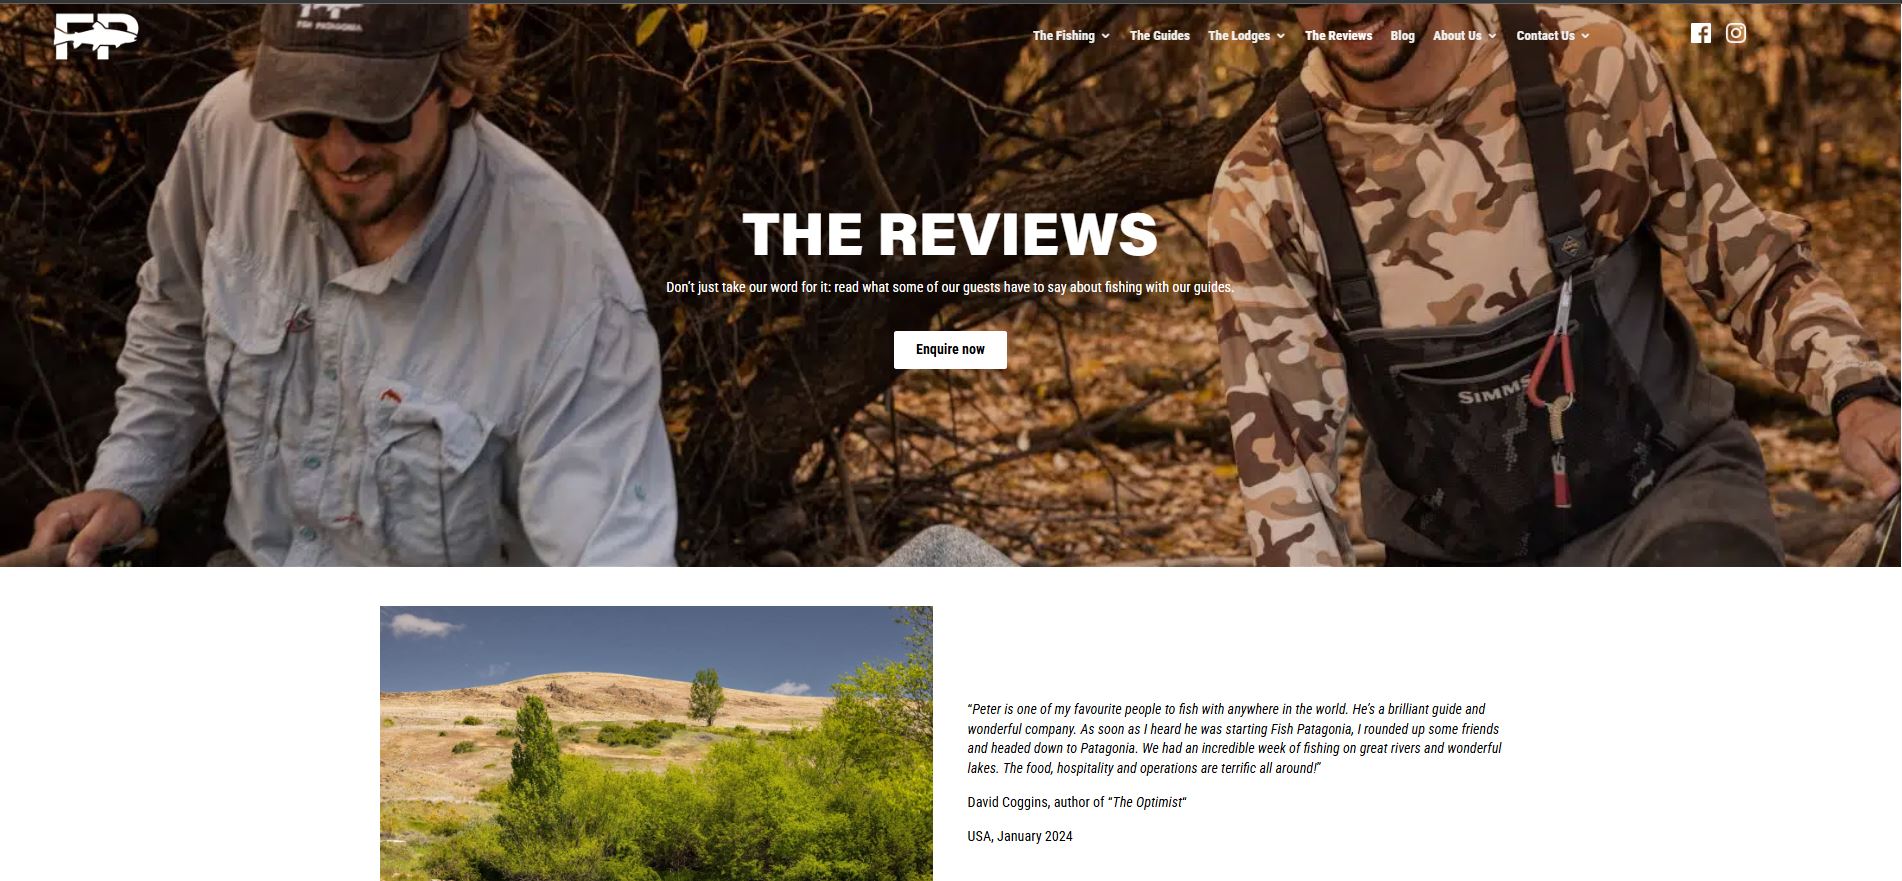 FP
FISH PATAGONIA
The Fishing
The Guides
The Lodges
The Reviews
Blog
About Us
Contact Us
THE REVIEWS
Don't just take our word for it: read what some of our guests have to say about fishing with our guides.
Enquire now
SIMMS
“Peter is one of my favourite people to fish with anywhere in the world. He's a brilliant guide and
wonderful company. As soon as I heard he was starting Fish Patagonia, I rounded up some friends
and headed down to Patagonia. We had an incredible week of fishing on great rivers and wonderful
lakes. The food, hospitality and operations are terrific all around!”
David Coggins, author of “The Optimist“
USA, January 2024